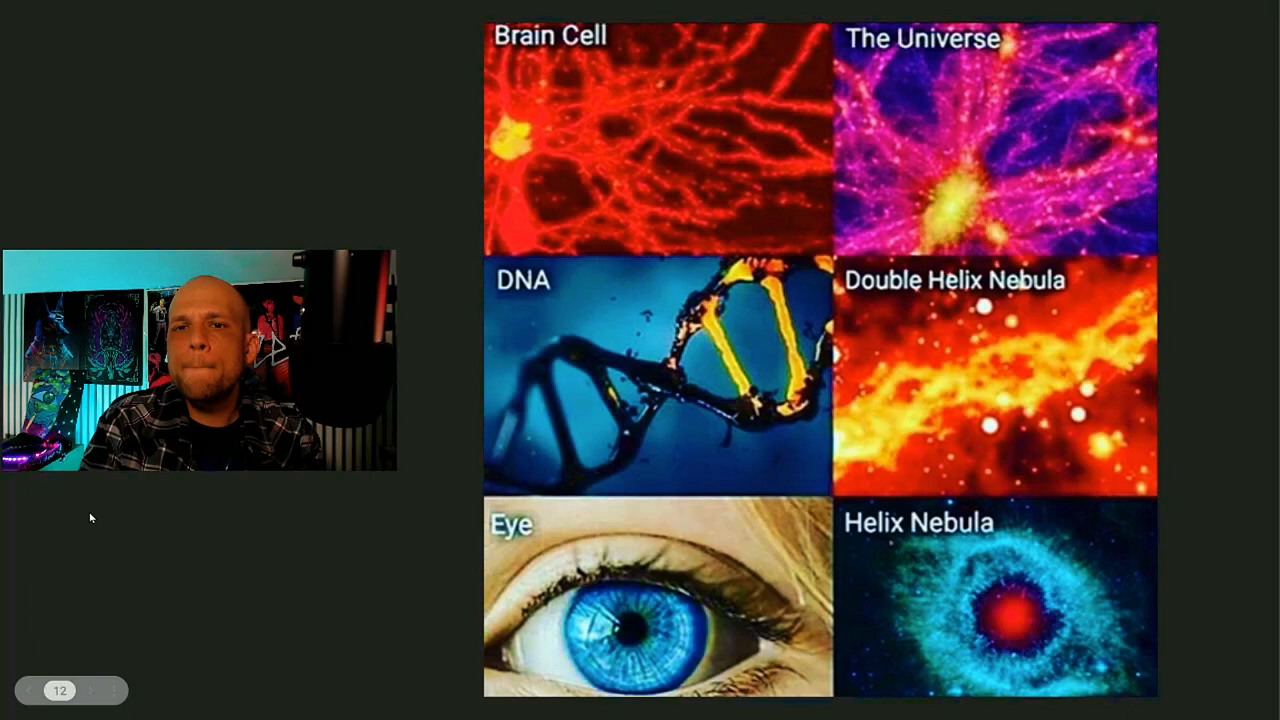 Brain Cell
The Universe
DNA
Double Helix Nebula
Eye
Helix Nebula
12